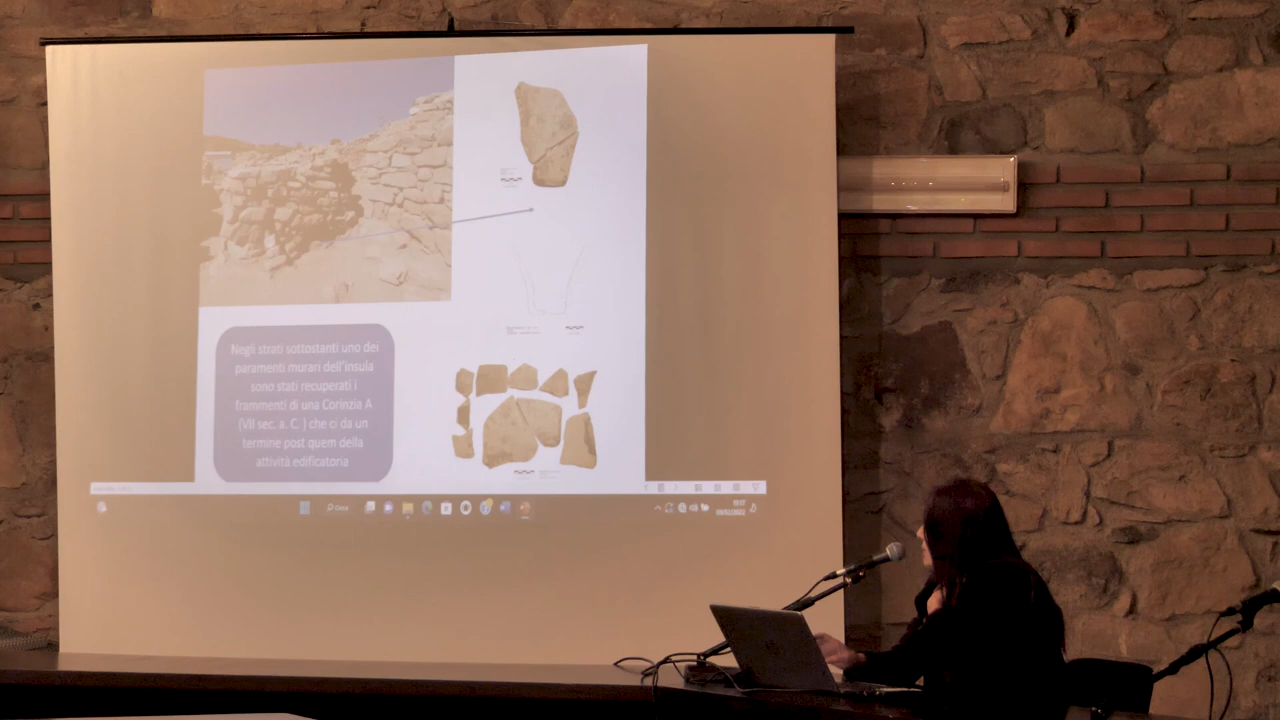 Negli strati sottostanti uno dei
paramenti murari dell'insula
sono stati recuperati i
frammenti di una Corinzia A
(VII sec. a. C. ) che ci da un
termine post quem della
attività edificatoria
Cerca